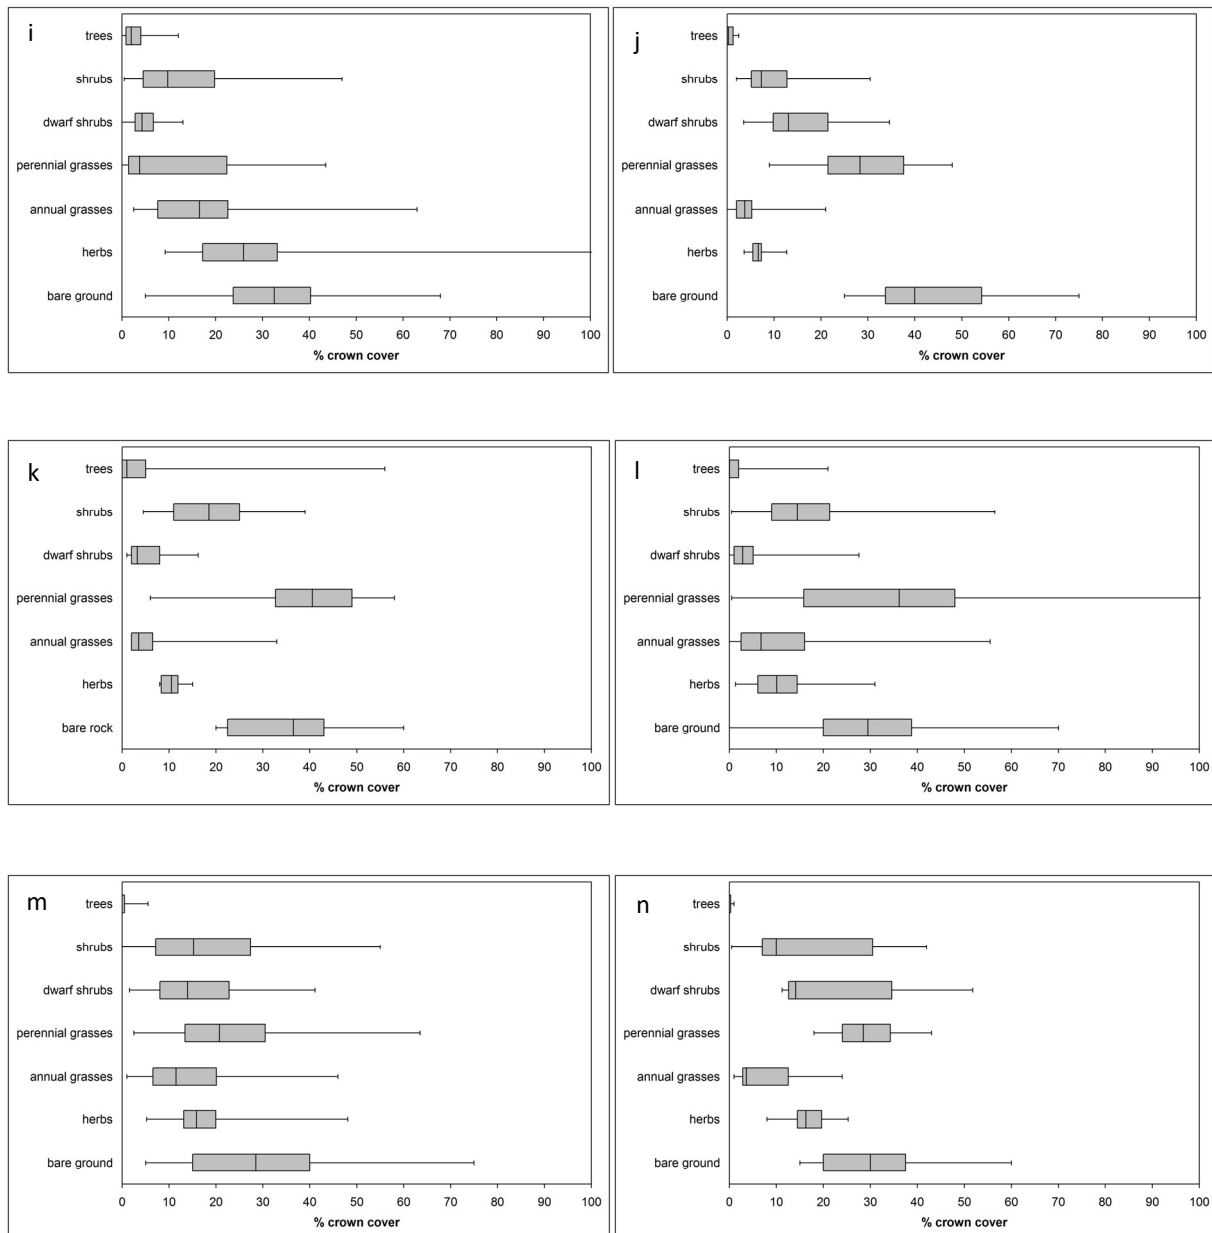 i
trees
shrubs
dwarf shrubs
perennial grasses
annual grasses
herbs
bare ground
0 10 20 30 40 50 60 70 80 90 100
% crown cover
j
trees
shrubs
dwarf shrubs
perennial grasses
annual grasses
herbs
bare ground
0 10 20 30 40 50 60 70 80 90 100
% crown cover
k
trees
shrubs
dwarf shrubs
perennial grasses
annual grasses
herbs
bare rock
0 10 20 30 40 50 60 70 80 90 100
% crown cover
l
trees
shrubs
dwarf shrubs
perennial grasses
annual grasses
herbs
bare ground
0 10 20 30 40 50 60 70 80 90 100
% crown cover
m
trees
shrubs
dwarf shrubs
perennial grasses
annual grasses
herbs
bare ground
0 10 20 30 40 50 60 70 80 90 100
% crown cover
n
trees
shrubs
dwarf shrubs
perennial grasses
annual grasses
herbs
bare ground
0 10 20 30 40 50 60 70 80 90 100
% crown cover